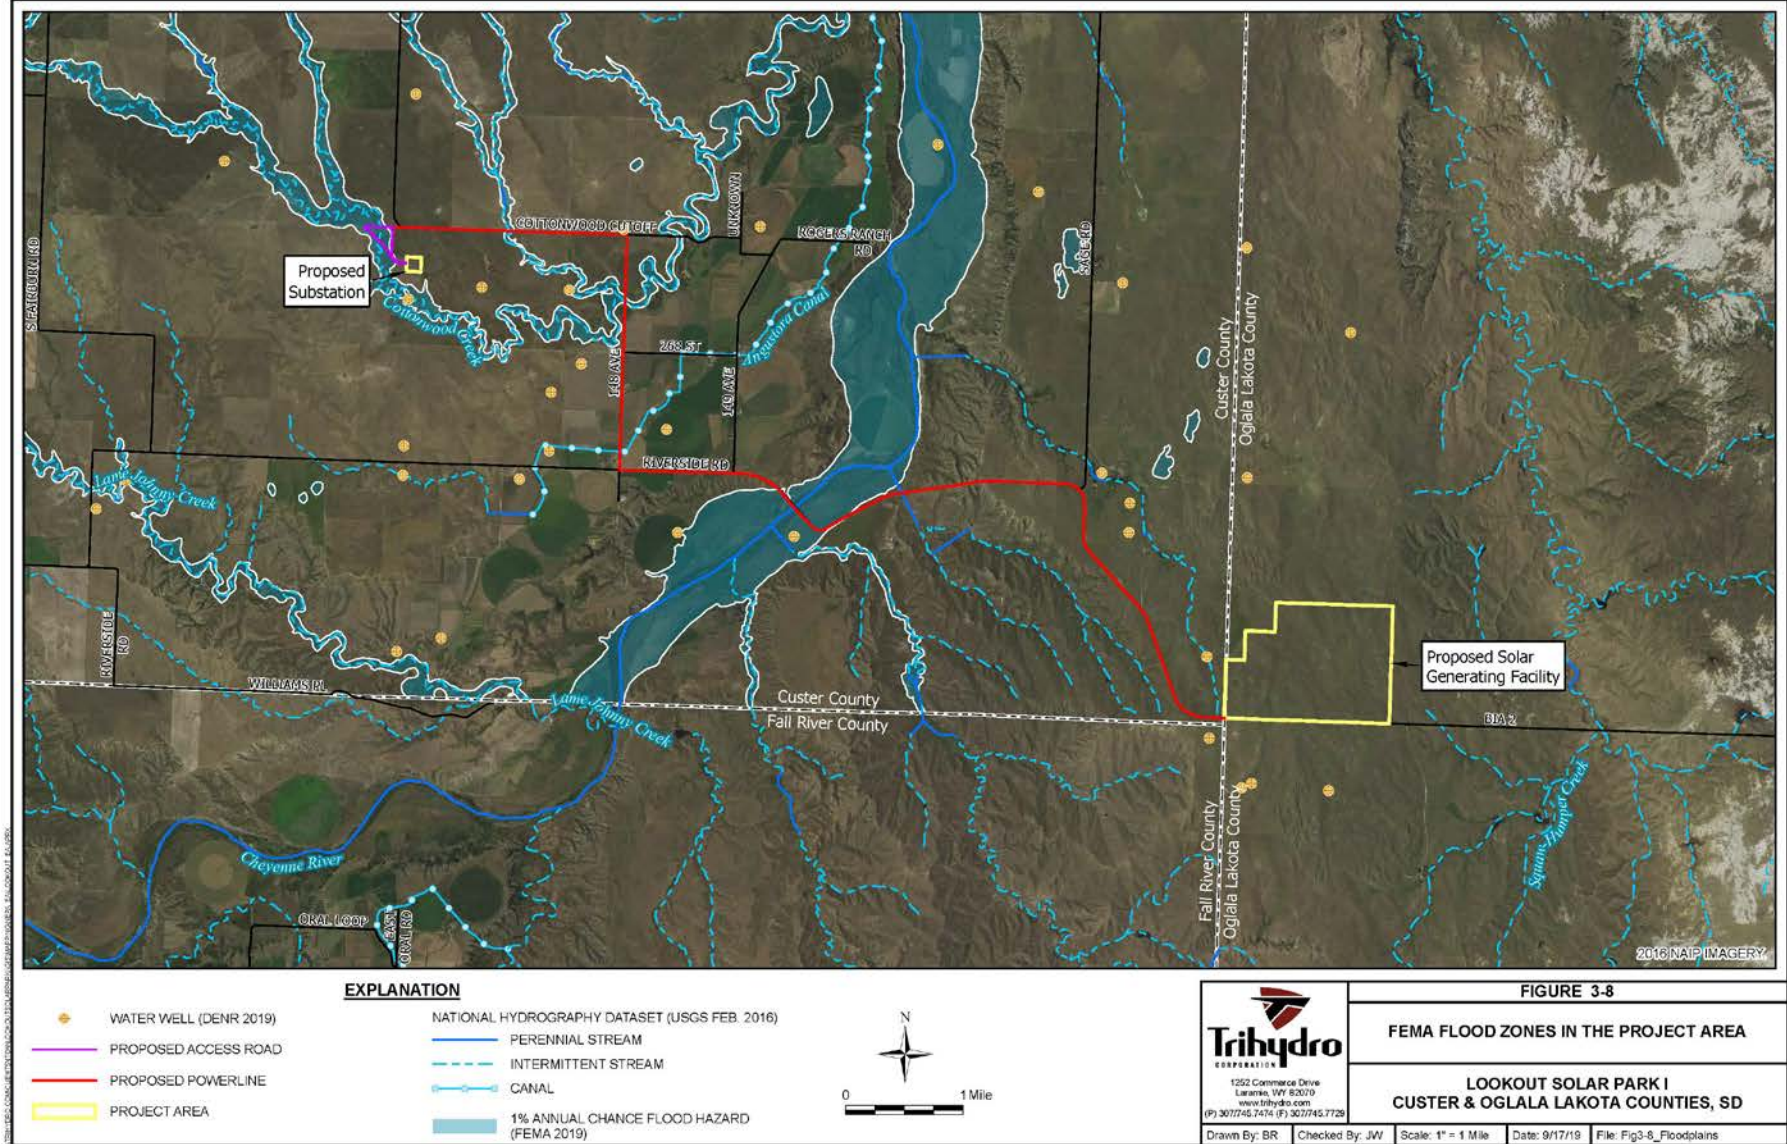 S FAIRBURN RD
COTTONWOOD CUTOFF
UNKNOWN
ROGERS RANCH
RD
SAGE RD
Proposed
Substation
Cottonwood
Creek
Angustora Canal
268 ST
148 AVE
149 AVE
Custer County
Oglala Lakota County
RIVERSIDE RD
Lame Johnny Creek
RIVERSIDE
RD
WILLIAMS PL
Lame Johnny Creek
Custer County
Fall River County
Proposed Solar
Generating Facility
BIA 2
Fall River County
Oglala Lakota County
Squaw Humper Creek
Cheyenne River
ORAL LOOP
EAST
ORAL RD
2016 NAIP IMAGERY.
EXPLANATION
WATER WELL (DENR 2019)
PROPOSED ACCESS ROAD
PROPOSED POWERLINE
PROJECT AREA
NATIONAL HYDROGRAPHY DATASET (USGS FEB. 2016)
PERENNIAL STREAM
INTERMITTENT STREAM
CANAL
1% ANNUAL CHANCE FLOOD HAZARD
(FEMA 2019)
N
0 1 Mile
Trihydro
CORPORATION
1252 Commerce Drive
Laramie, WY 82070
www.trihydro.com
(P) 307/745.7474 (F) 307/745.7729
FIGURE 3-8
FEMA FLOOD ZONES IN THE PROJECT AREA
LOOKOUT SOLAR PARK I
CUSTER & OGLALA LAKOTA COUNTIES, SD
Drawn By: BR Checked By: JW Scale: 1" = 1 Mile Date: 9/17/19 File: Fig3-8_Floodplains